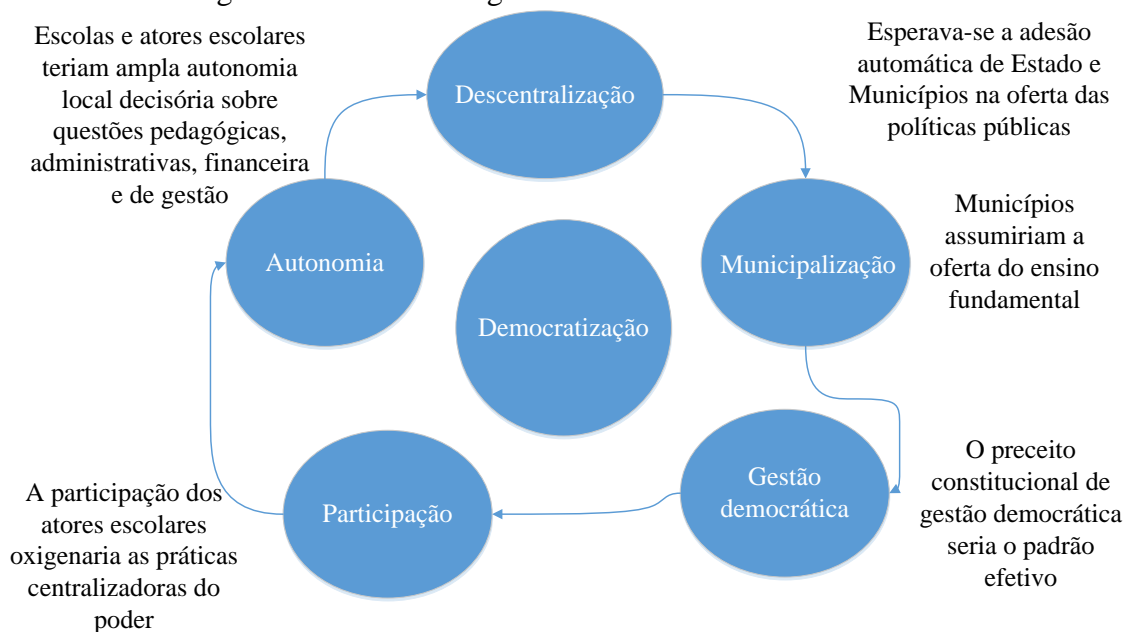 Escolas e atores escolares
teriam ampla autonomia
local decisória sobre
questões pedagógicas,
administrativas, financeira
e de gestão
Descentralização
Esperava-se a adesão
automática de Estado e
Municípios na oferta das
políticas públicas
Autonomia
Municipalização
Municípios
assumiriam a
oferta do ensino
fundamental
Democratização
A participação dos
atores escolares
oxigenaria as práticas
centralizadoras do
poder
Participação
Gestão
democrática
O preceito
constitucional de
gestão democrática
seria o padrão
efetivo